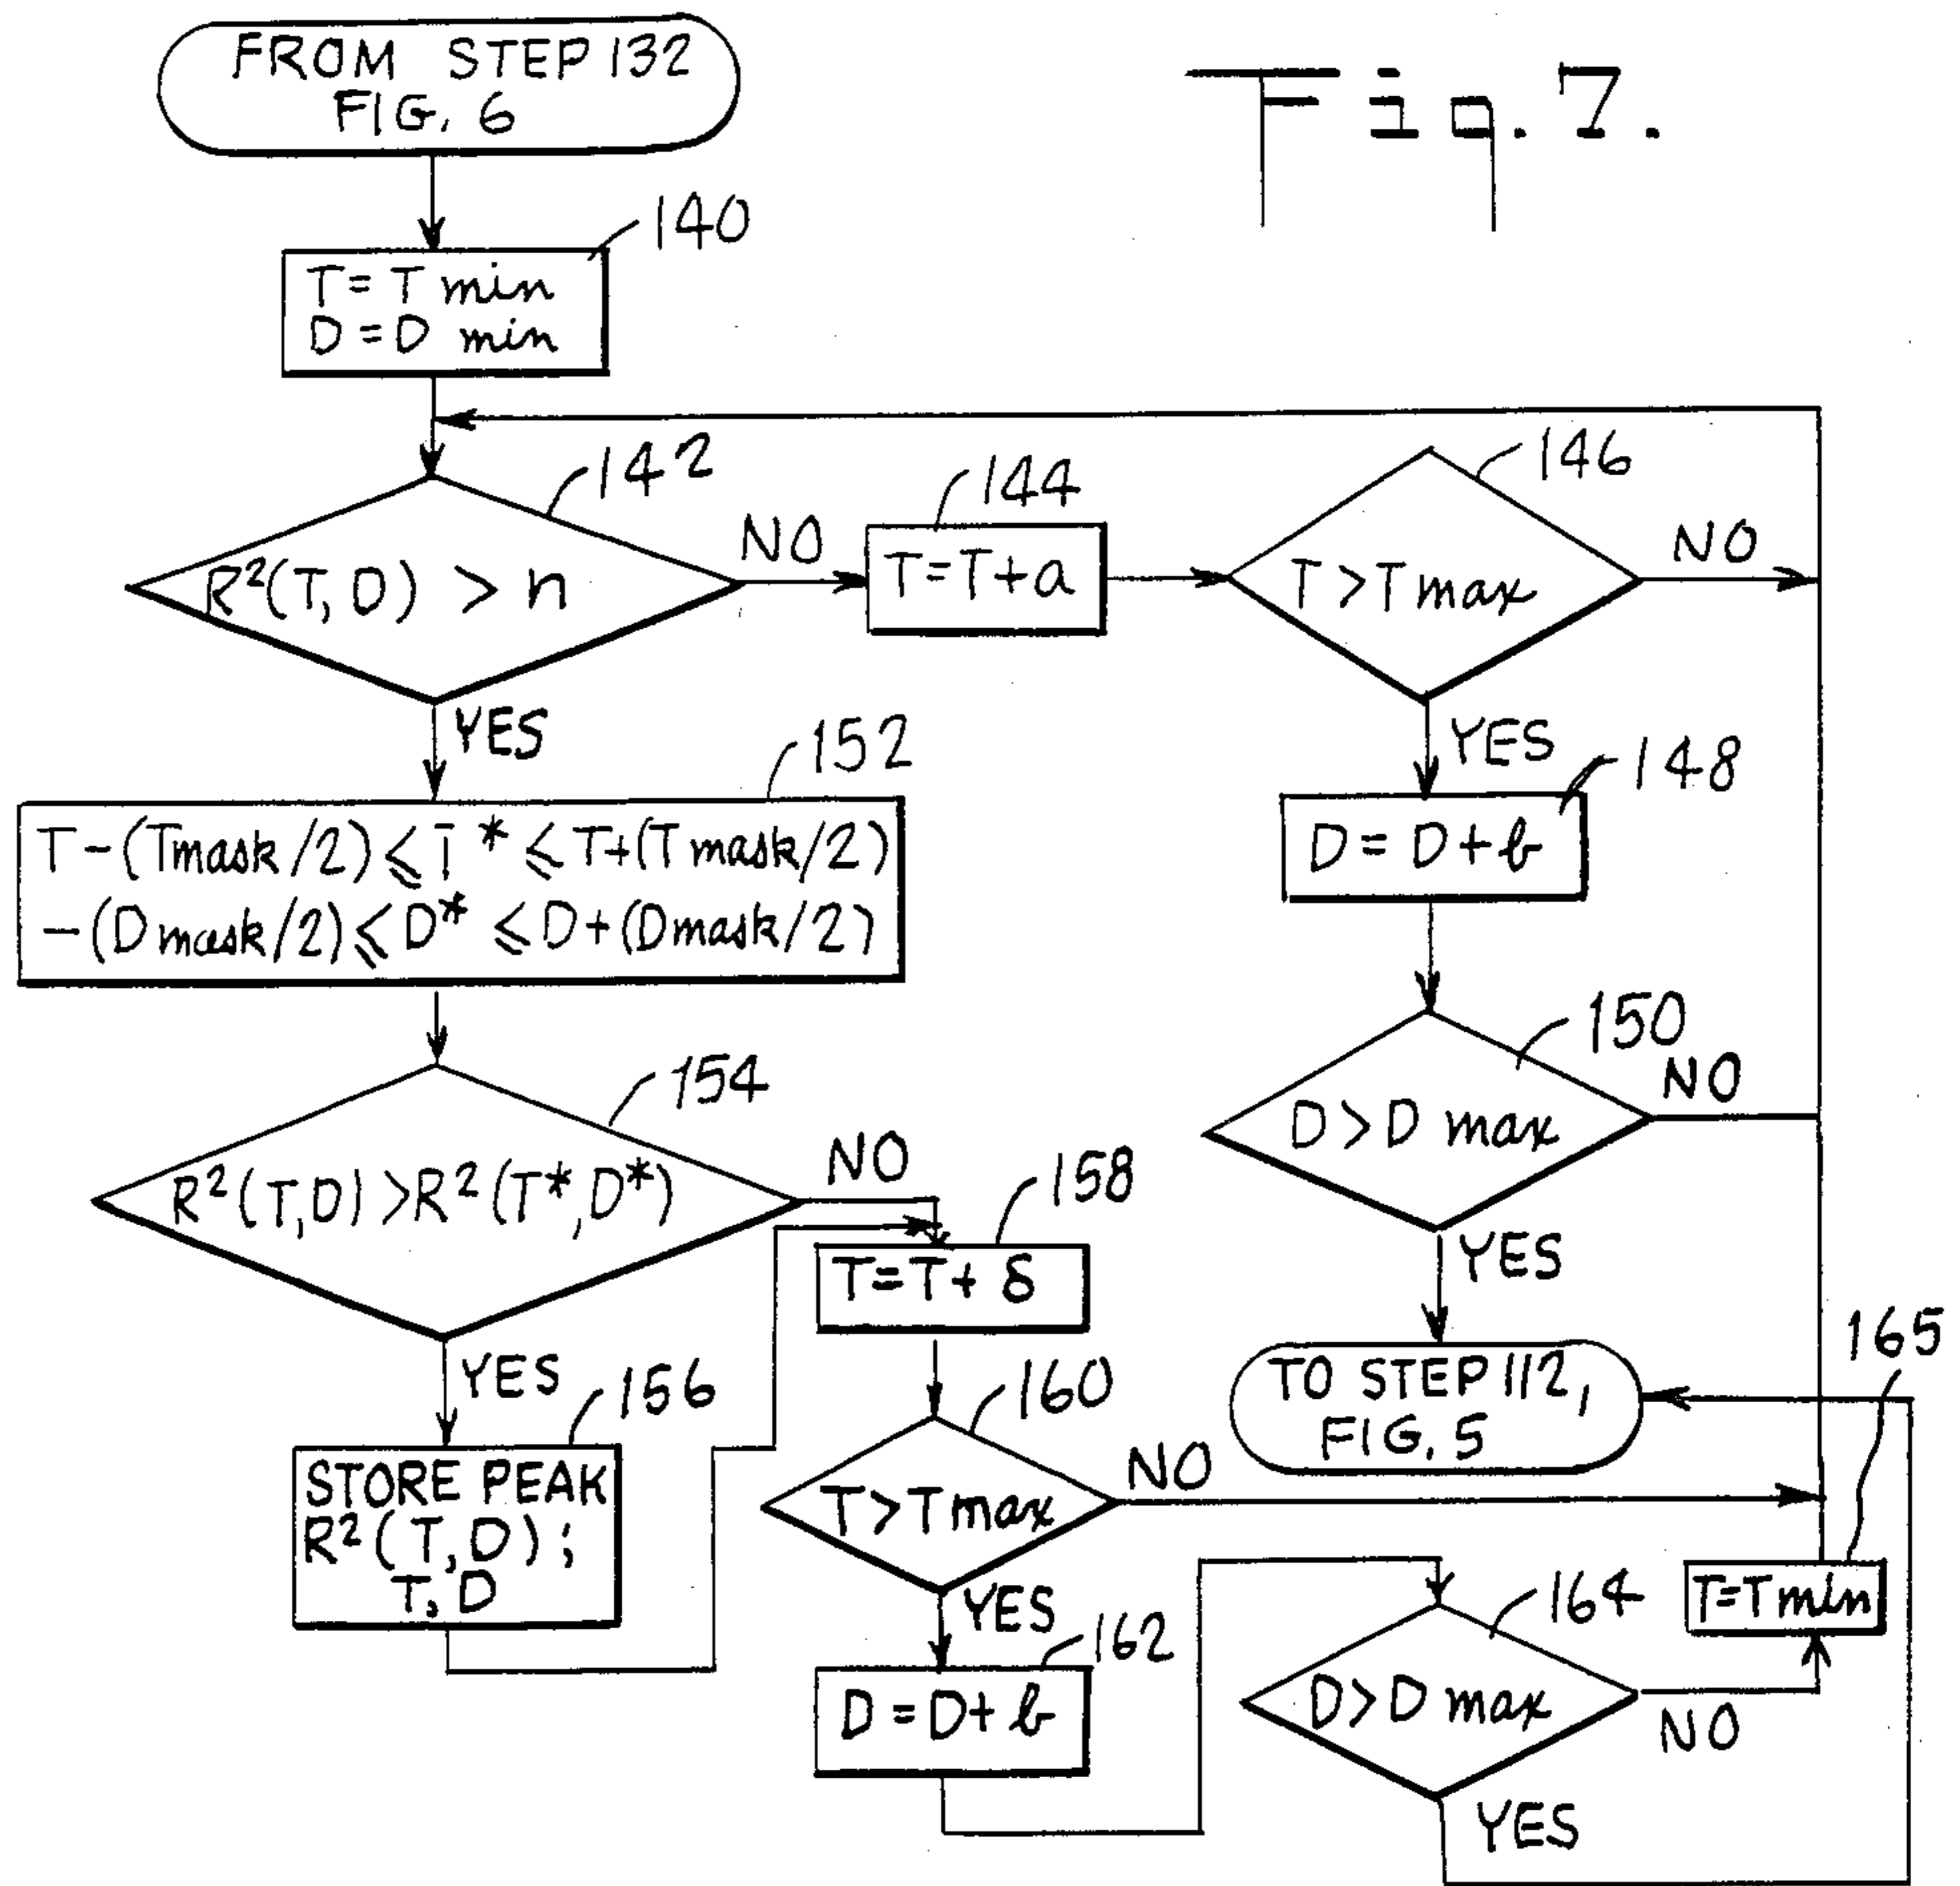 FROM STEP 132
FIG. 6
Fig. 7.
140
T = T min
D = D min
142
R²(T, D) > n
NO
144
T = T + a
146
T > T max
NO
YES
YES
148
D = D + b
152
T - (Tmask/2) ⩽ T* ⩽ T + (Tmask/2)
- (Dmask/2) ⩽ D* ⩽ D + (Dmask/2)
150
D > D max
NO
YES
154
R²(T, D) > R²(T*, D*)
NO
158
T = T + δ
YES
156
STORE PEAK
R²(T, D) ;
T, D
160
T > T max
NO
YES
TO STEP 112,
FIG. 5
165
T = T min
162
D = D + b
164
D > D max
NO
YES